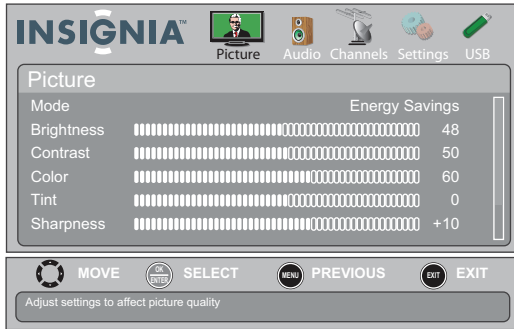 INSIGNIA™
Picture Audio Channels Settings USB
Picture
Mode Energy Savings
Brightness 48
Contrast 50
Color 60
Tint 0
Sharpness +10
MOVE OK ENTER SELECT MENU PREVIOUS EXIT EXIT
Adjust settings to affect picture quality